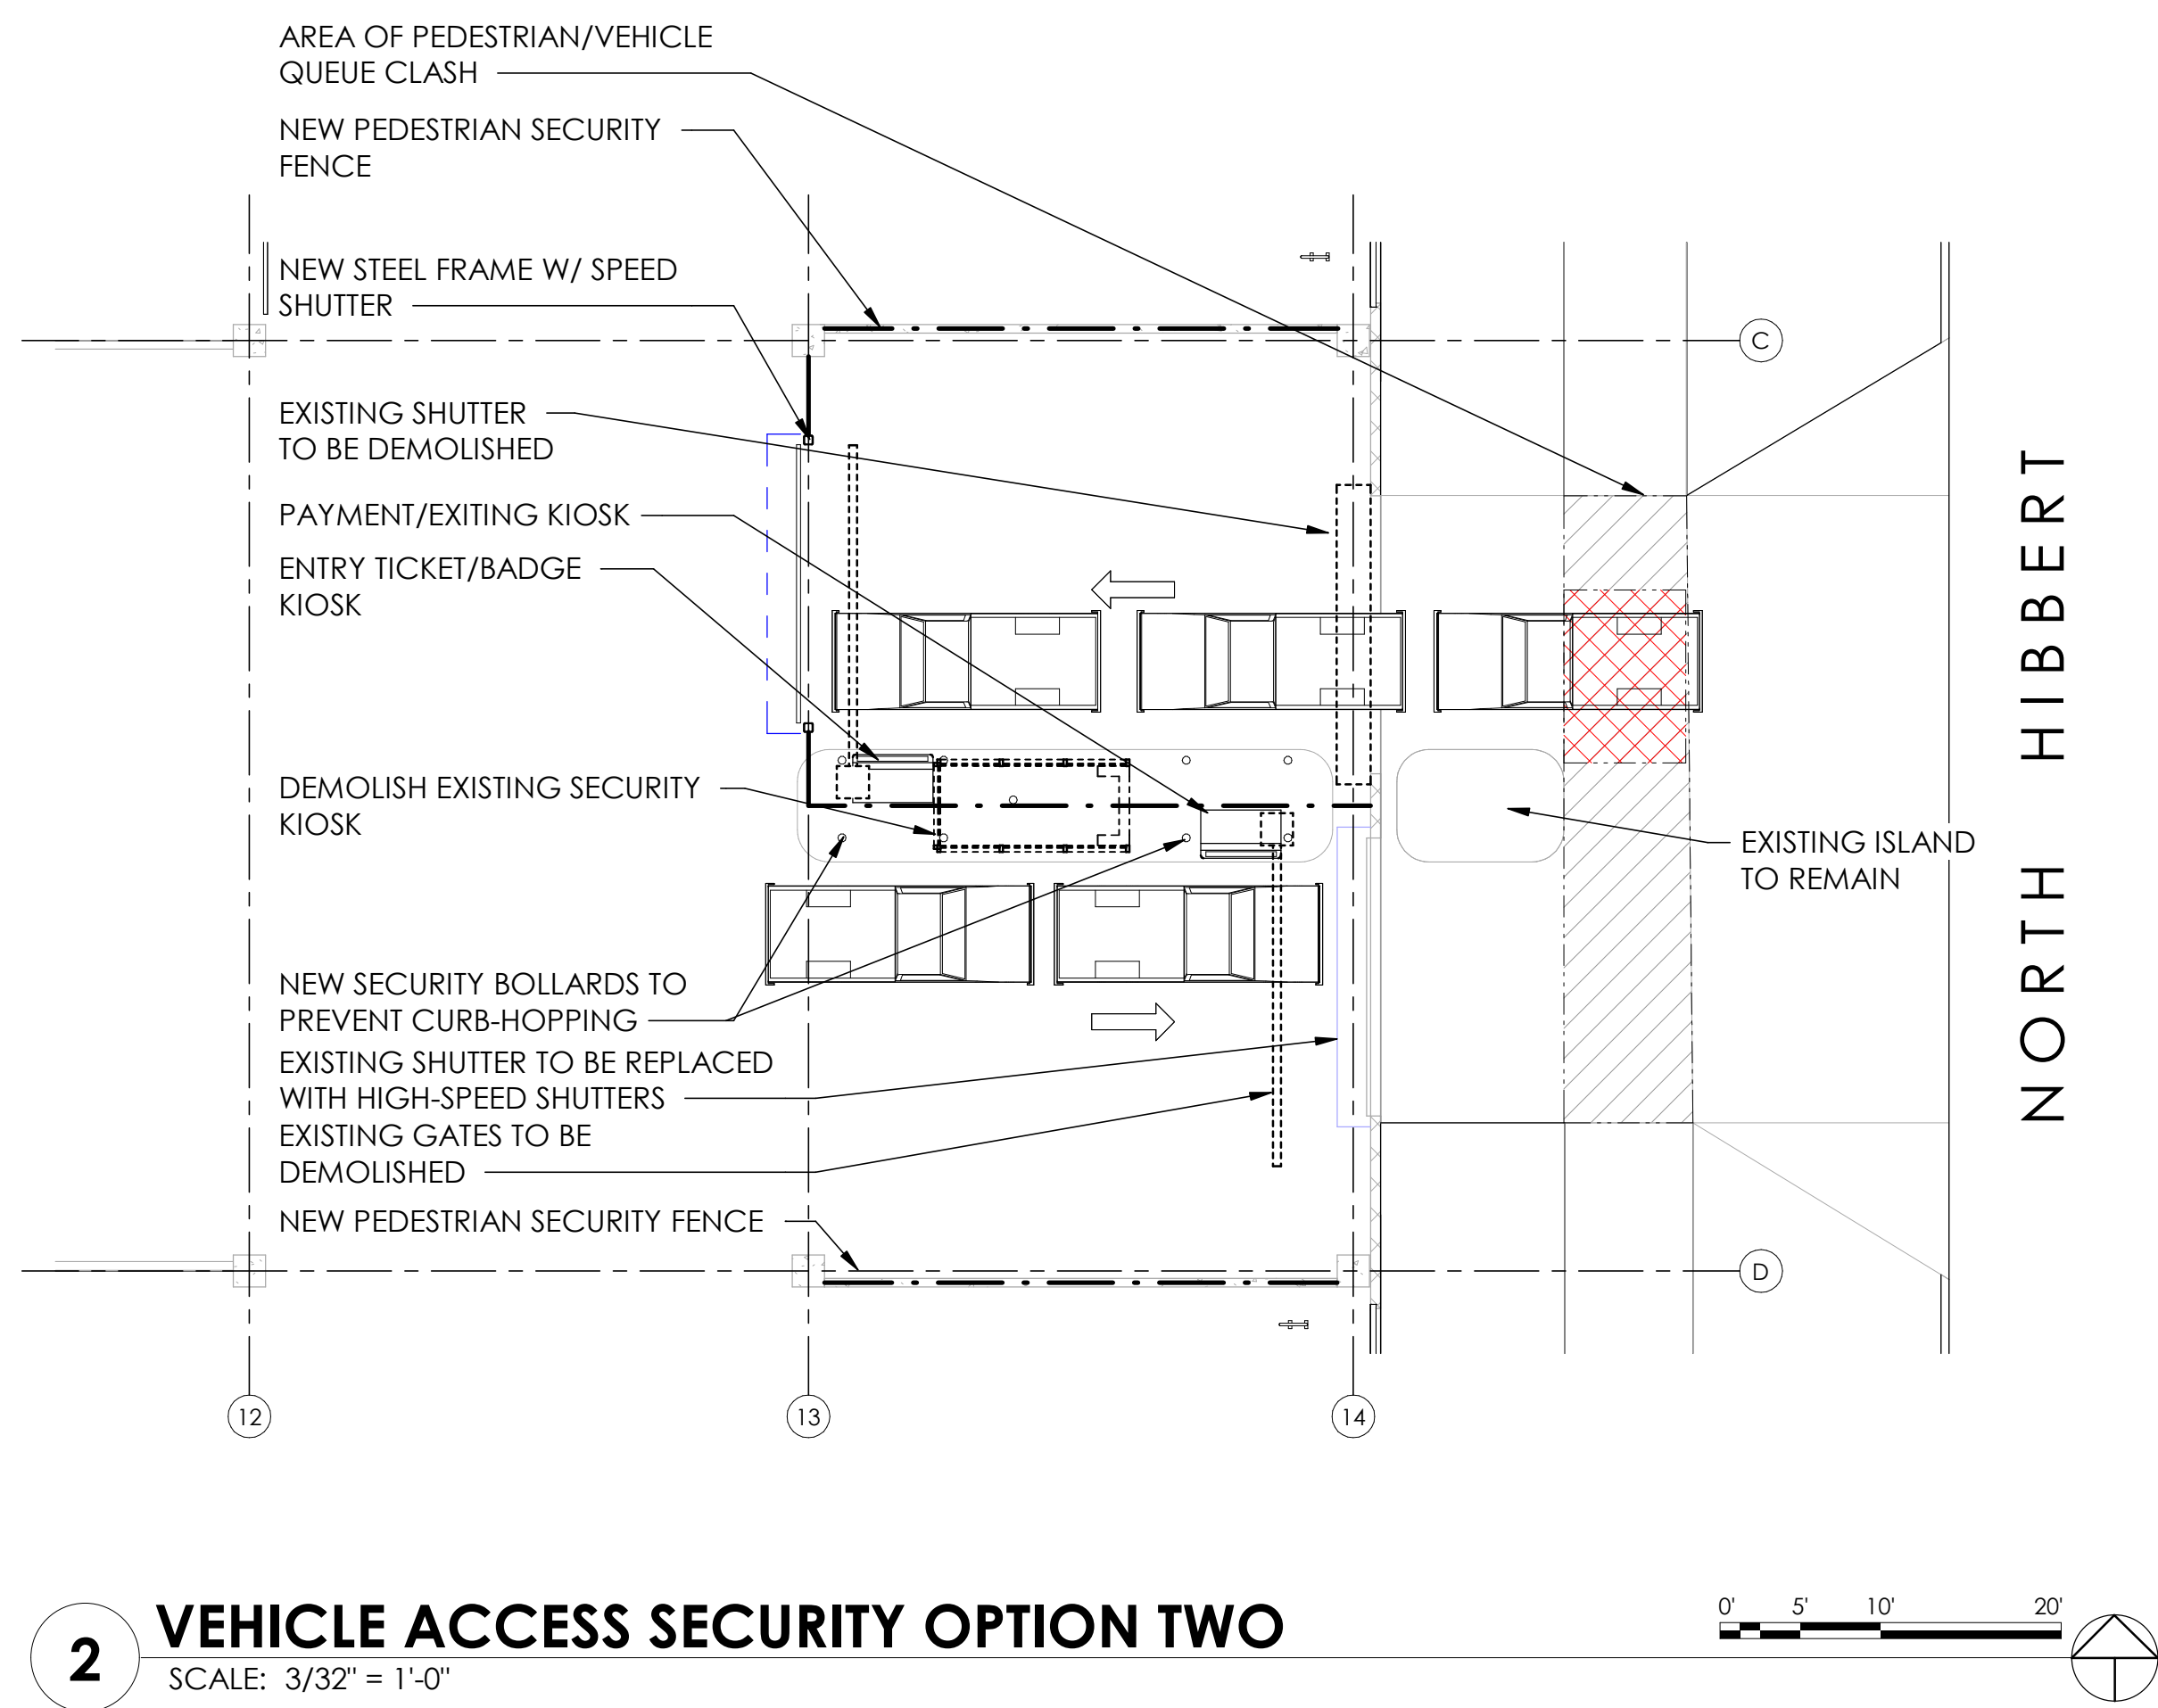 AREA OF PEDESTRIAN/VEHICLE
QUEUE CLASH
NEW PEDESTRIAN SECURITY
FENCE
NEW STEEL FRAME W/ SPEED
SHUTTER
C
EXISTING SHUTTER
TO BE DEMOLISHED
PAYMENT/EXITING KIOSK
ENTRY TICKET/BADGE
KIOSK
DEMOLISH EXISTING SECURITY
KIOSK
EXISTING ISLAND
TO REMAIN
NORTH HIBBERT
NEW SECURITY BOLLARDS TO
PREVENT CURB-HOPPING
EXISTING SHUTTER TO BE REPLACED
WITH HIGH-SPEED SHUTTERS
EXISTING GATES TO BE
DEMOLISHED
NEW PEDESTRIAN SECURITY FENCE
D
12 13 14
2 VEHICLE ACCESS SECURITY OPTION TWO
SCALE: 3/32" = 1'-0"
0' 5' 10' 20'